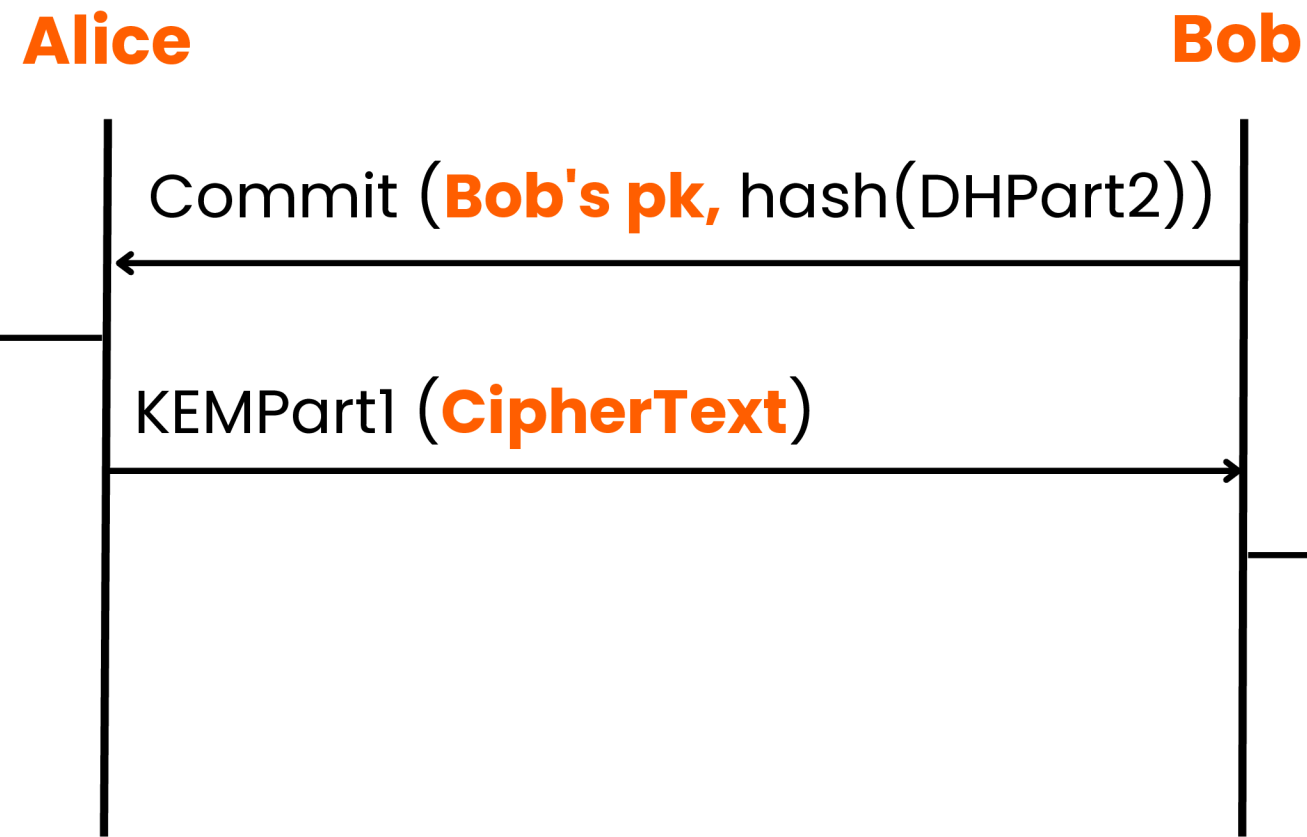 Alice
Bob
Commit (Bob's pk, hash(DHPart2))
KEMPart1 (CipherText)